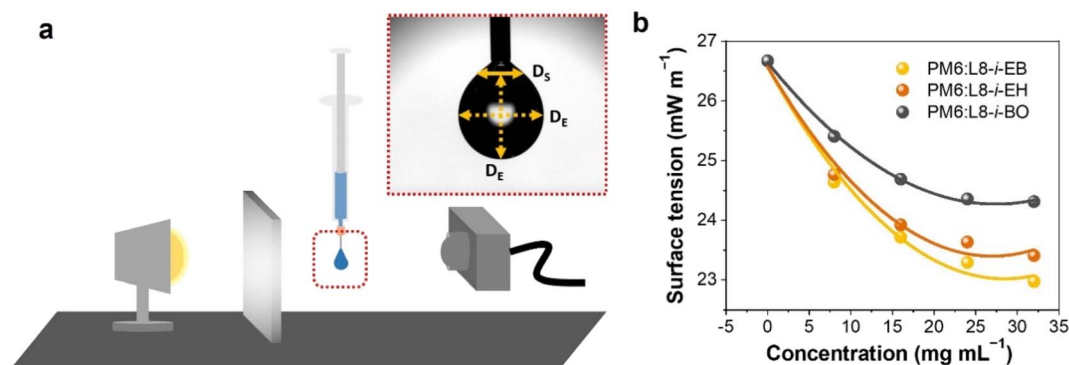 a
D_S
D_E
D_E
b
PM6:L8-i-EB
PM6:L8-i-EH
PM6:L8-i-BO
Surface tension (mW m⁻¹)
27
26
25
24
23
-5 0 5 10 15 20 25 30 35
Concentration (mg mL⁻¹)